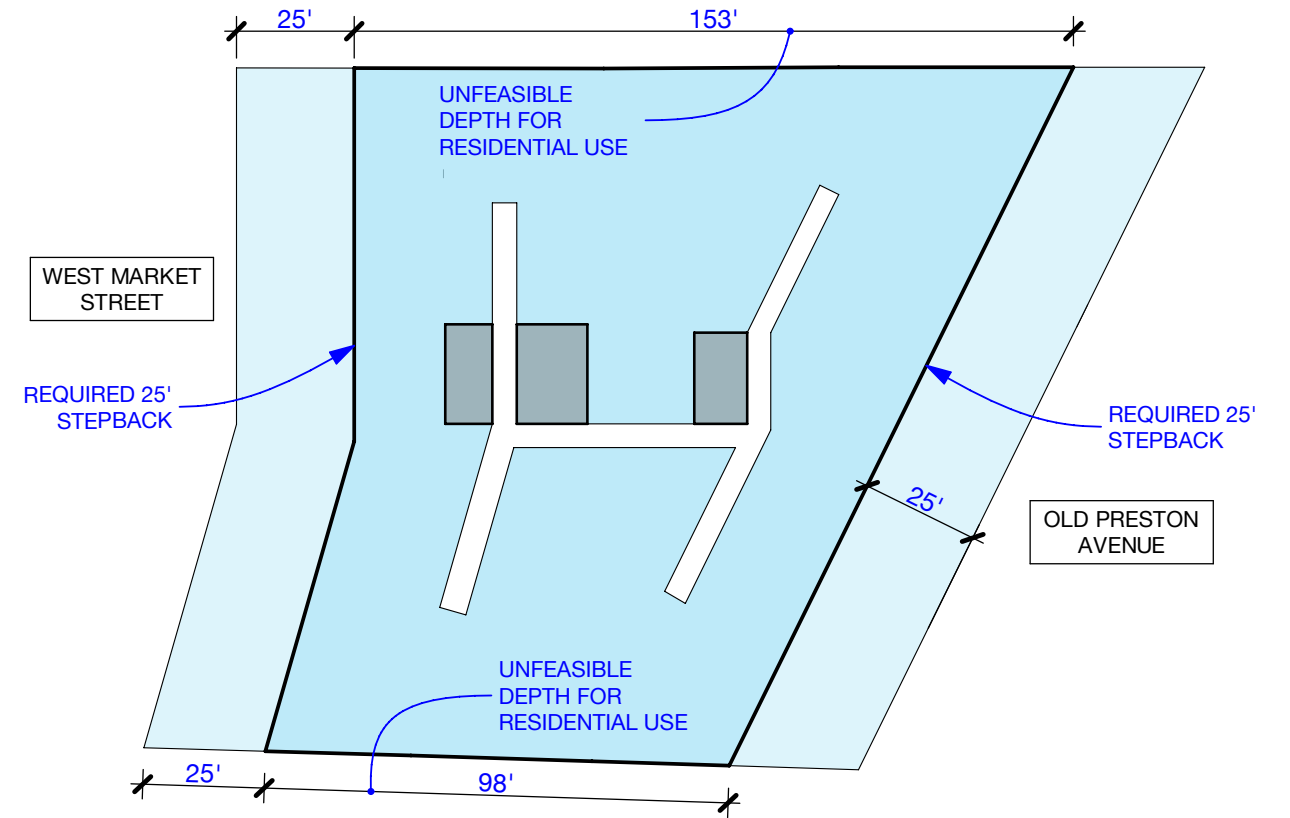 25'
153'
UNFEASIBLE
DEPTH FOR
RESIDENTIAL USE
WEST MARKET
STREET
REQUIRED 25'
STEPBACK
REQUIRED 25'
STEPBACK
25'
OLD PRESTON
AVENUE
UNFEASIBLE
DEPTH FOR
RESIDENTIAL USE
25'
98'